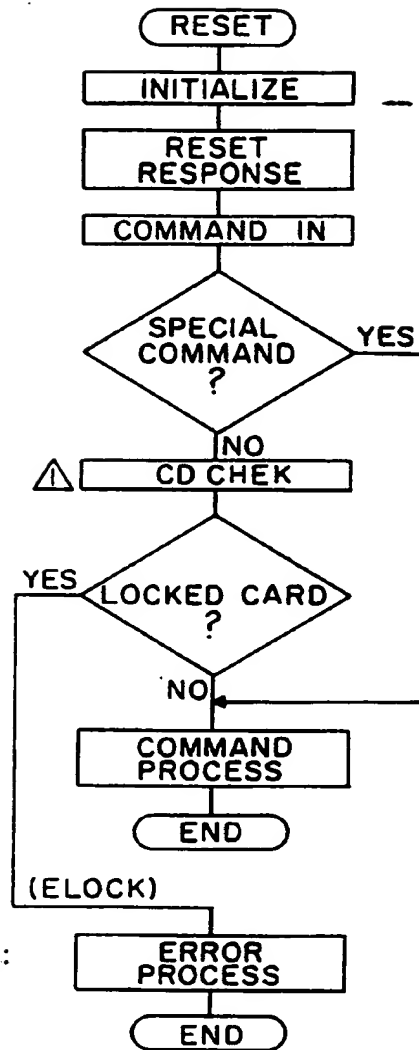 RESET
INITIALIZE
RESET
RESPONSE
COMMAND IN
SPECIAL
COMMAND
?
YES
NO
1
CD CHEK
YES
LOCKED CARD
?
NO
COMMAND
PROCESS
END
(ELOCK)
ERROR
PROCESS
END